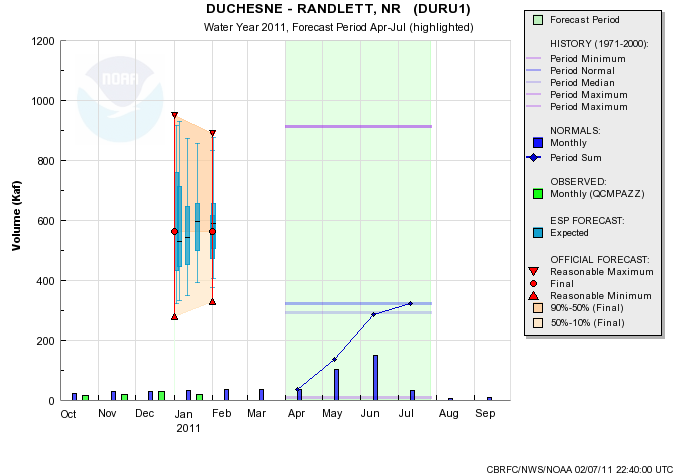 DUCHESNE - RANDLETT, NR (DURU1)
Water Year 2011, Forecast Period Apr-Jul (highlighted)
Volume (Kaf)
1200
1000
800
600
400
200
0
NOAA
Oct Nov Dec Jan Feb Mar Apr May Jun Jul Aug Sep
2011
Forecast Period
HISTORY (1971-2000):
Period Minimum
Period Normal
Period Median
Period Maximum
Period Maximum
NORMALS:
Monthly
Period Sum
OBSERVED:
Monthly (QCMPAZZ)
ESP FORECAST:
Expected
OFFICIAL FORECAST:
Reasonable Maximum
Final
Reasonable Minimum
90%-50% (Final)
50%-10% (Final)
CBRFC/NWS/NOAA 02/07/11 22:40:00 UTC